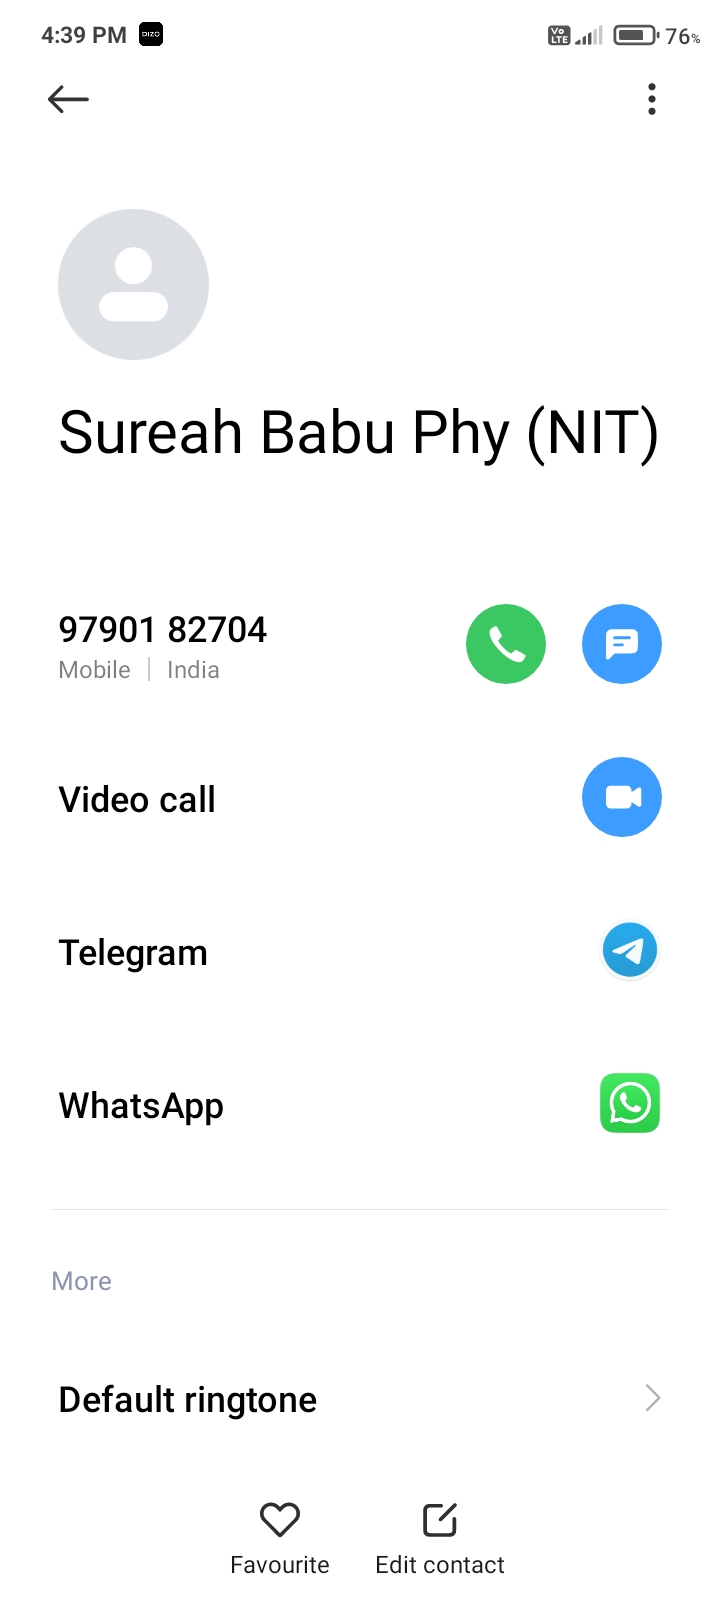 4:39 PM DIZO Vo LTE 76%
Sureah Babu Phy (NIT)
97901 82704
Mobile | India
Video call
Telegram
WhatsApp
More
Default ringtone
Favourite Edit contact